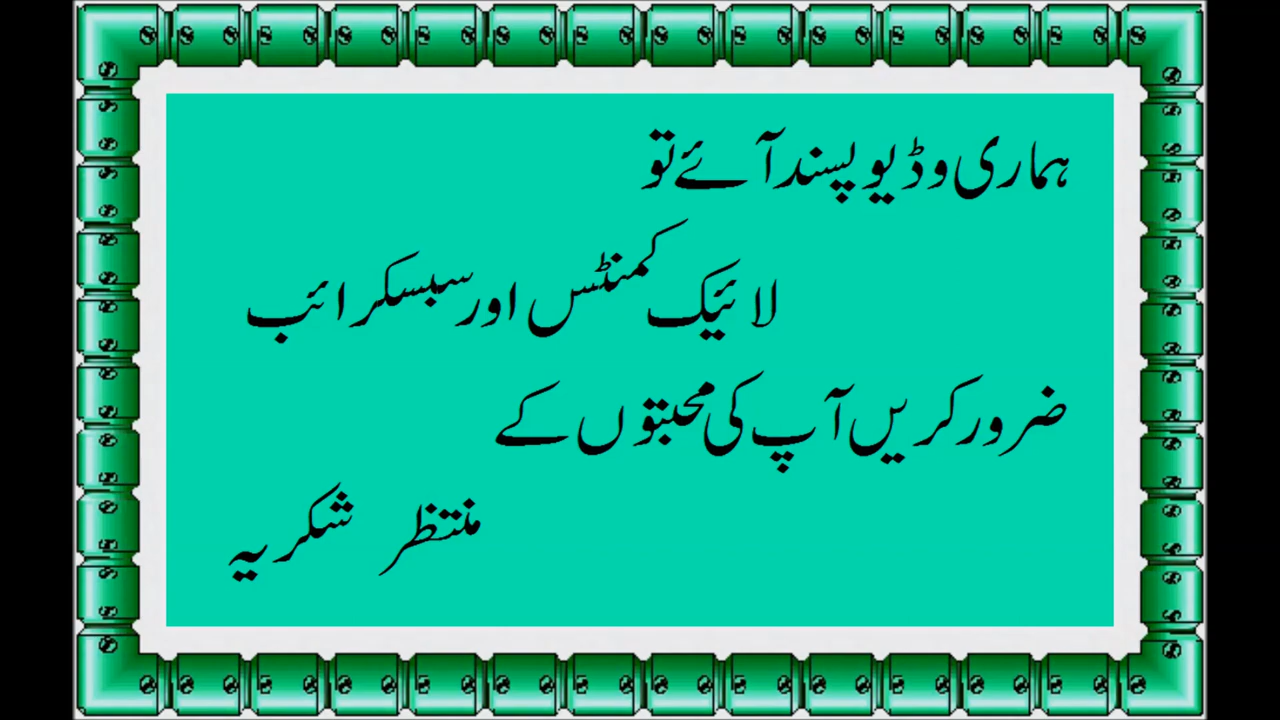 ہماری وڈیو پسند آئے تو
لائیک کمنٹس اور سبسکرائب
ضرور کریں آپ کی محبتوں کے
منتظر شکریہ